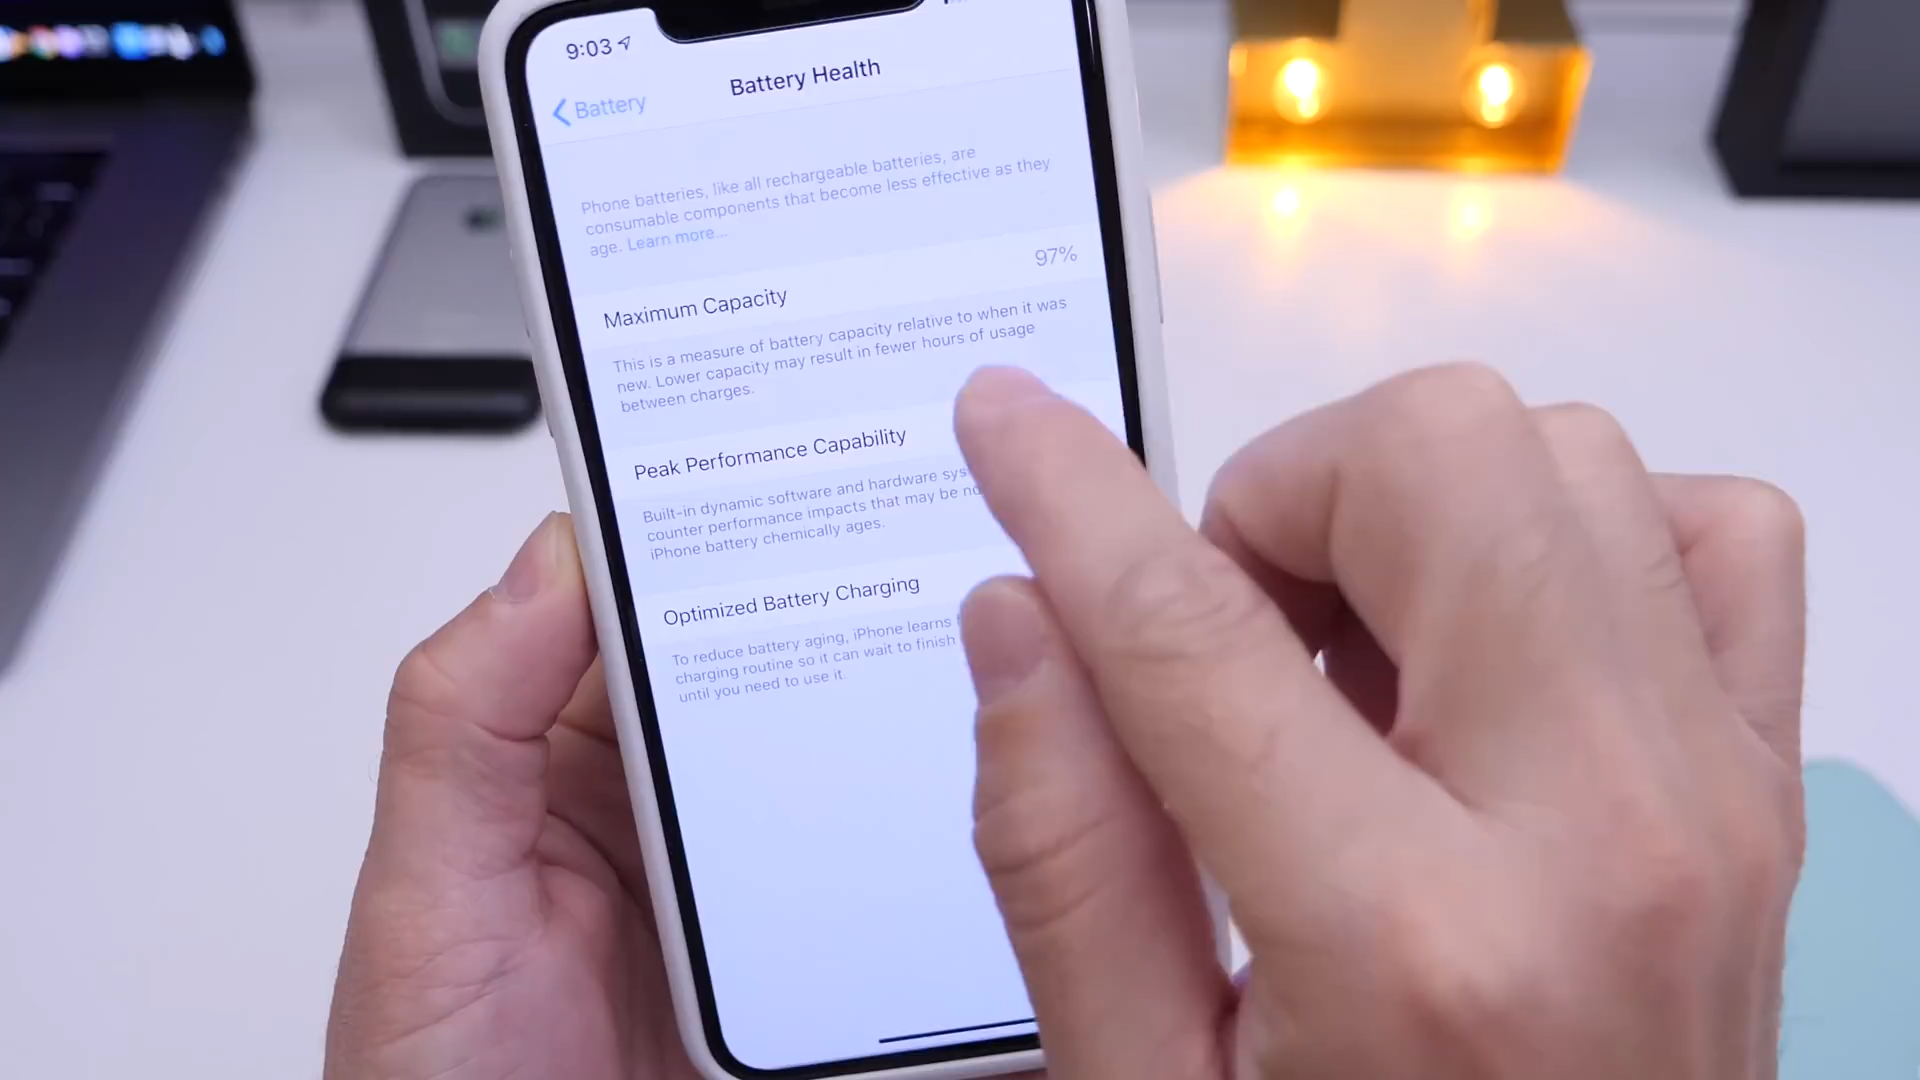 9:03
Battery
Battery Health
Phone batteries, like all rechargeable batteries, are
consumable components that become less effective as they
age. Learn more...
Maximum Capacity 97%
This is a measure of battery capacity relative to when it was
new. Lower capacity may result in fewer hours of usage
between charges.
Peak Performance Capability
Built-in dynamic software and hardware
counter performance impacts that may be
iPhone battery chemically ages.
Optimized Battery Charging
To reduce battery aging, iPhone learns
charging routine so it can wait to finish
until you need to use it.